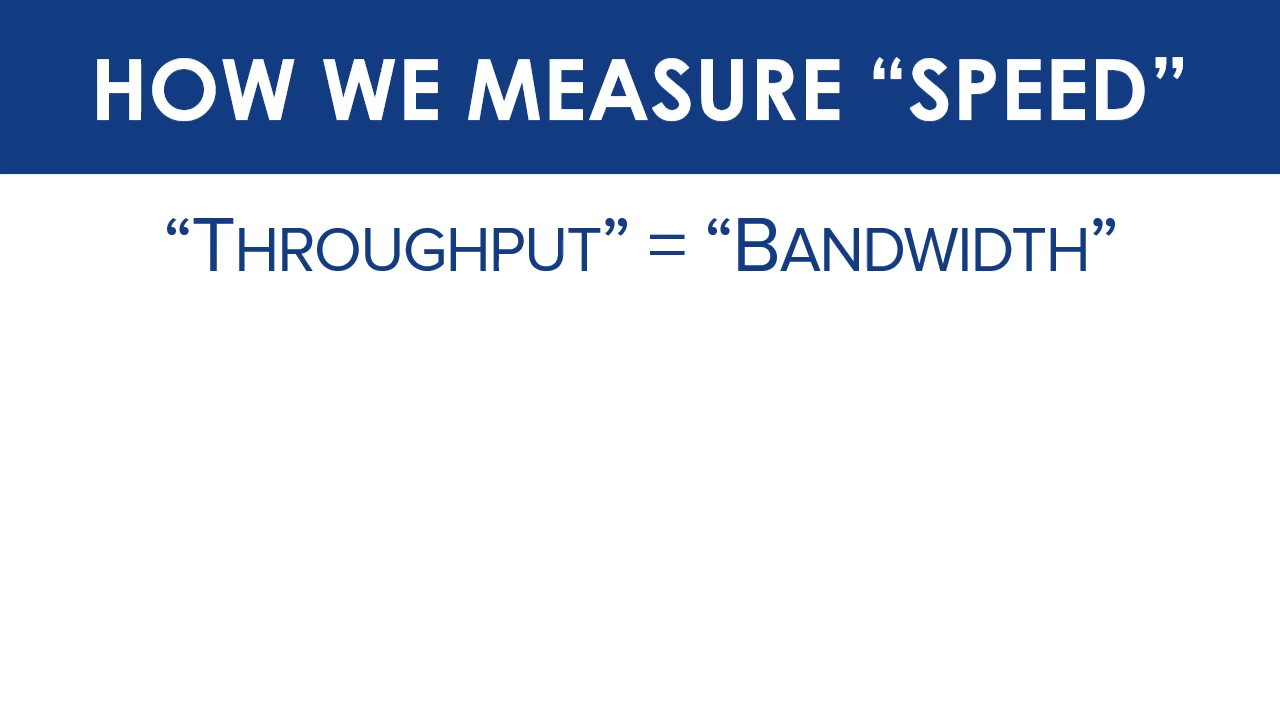 HOW WE MEASURE “SPEED”
“THROUGHPUT” = “BANDWIDTH”